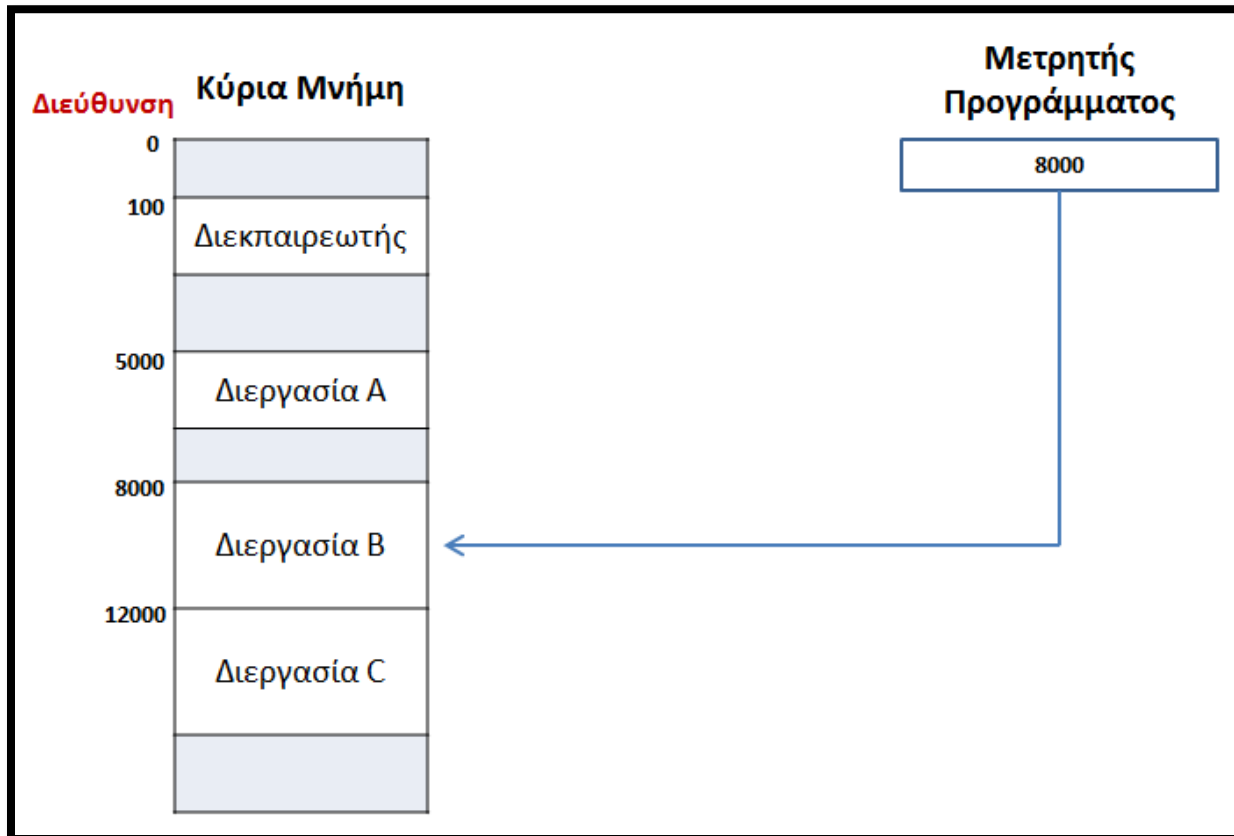 Διεύθυνση
Κύρια Μνήμη
Μετρητής
Προγράμματος
0
8000
100
Διεκπαιρεωτής
5000
Διεργασία A
8000
Διεργασία B
12000
Διεργασία C